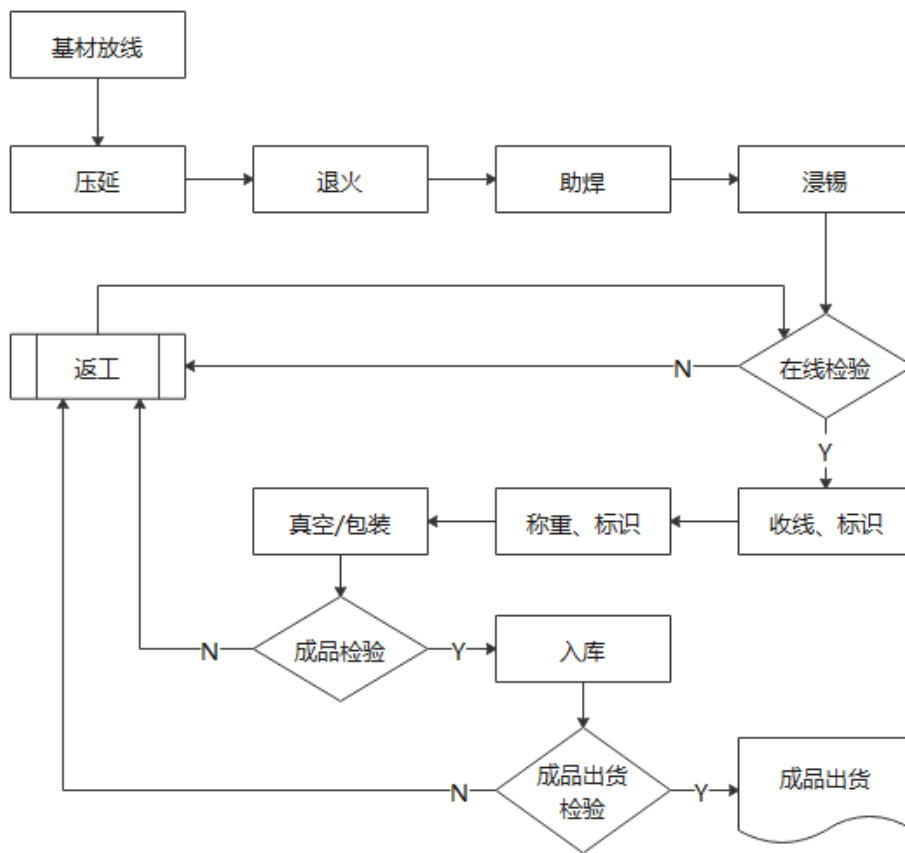 基材放线
压延
退火
助焊
浸锡
返工
N
在线检验
Y
真空/包装
称重、标识
收线、标识
N
成品检验
Y
入库
N
成品出货
检验
Y
成品出货